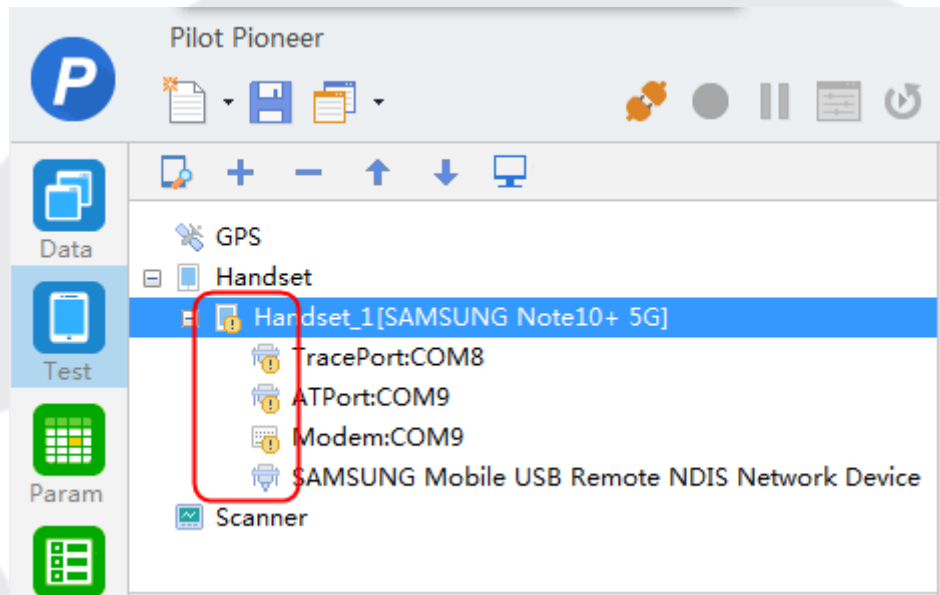 Pilot Pioneer
Data
Test
Param
GPS
Handset
Handset_1[SAMSUNG Note10+ 5G]
TracePort:COM8
ATPort:COM9
Modem:COM9
SAMSUNG Mobile USB Remote NDIS Network Device
Scanner